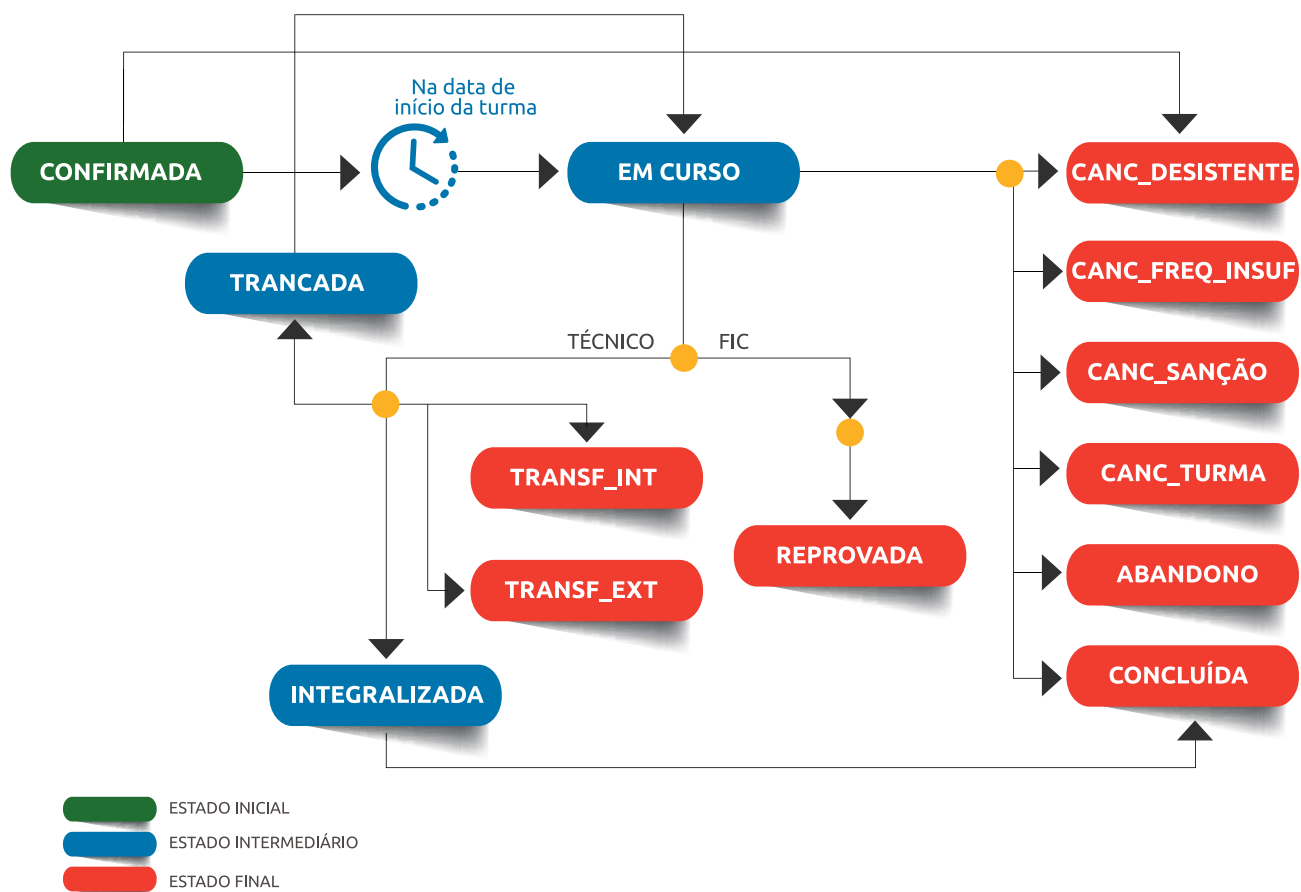 Na data de
início da turma
CONFIRMADA
EM CURSO
CANC_DESISTENTE
TRANCADA
CANC_FREQ_INSUF
TÉCNICO
FIC
CANC_SANÇÃO
TRANSF_INT
CANC_TURMA
REPROVADA
TRANSF_EXT
ABANDONO
INTEGRALIZADA
CONCLUÍDA
ESTADO INICIAL
ESTADO INTERMEDIÁRIO
ESTADO FINAL